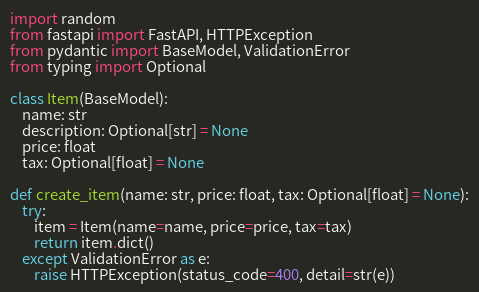 import random
from fastapi import FastAPI, HTTPException
from pydantic import BaseModel, ValidationError
from typing import Optional

class Item(BaseModel):
    name: str
    description: Optional[str] = None
    price: float
    tax: Optional[float] = None

def create_item(name: str, price: float, tax: Optional[float] = None):
    try:
        item = Item(name=name, price=price, tax=tax)
        return item.dict()
    except ValidationError as e:
        raise HTTPException(status_code=400, detail=str(e))